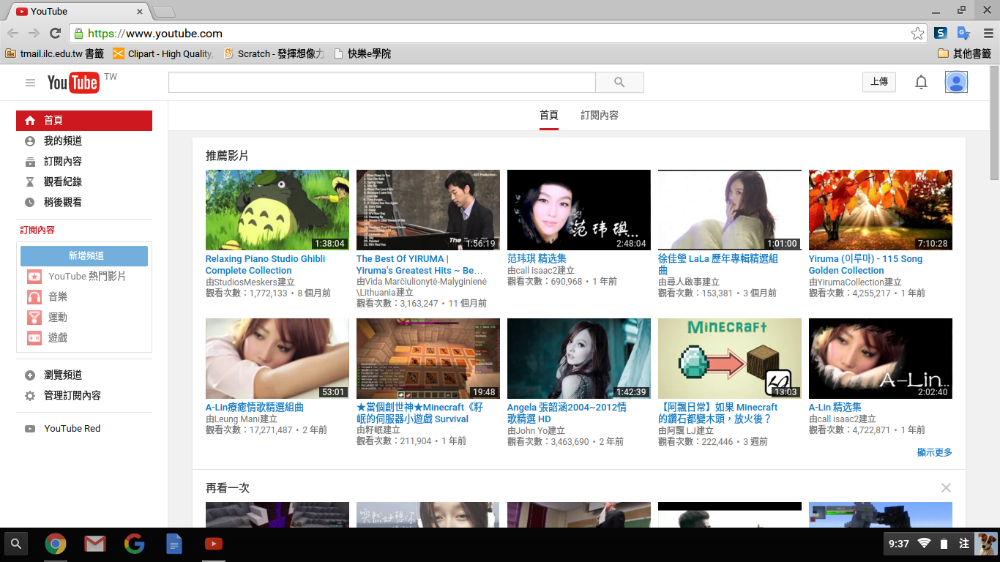 YouTube
https://www.youtube.com
tmail.ilc.edu.tw 書籤
Clipart - High Quality,
Scratch - 發揮想像力
快樂e學院
其他書籤
YouTube TW
上傳
首頁
我的頻道
訂閱內容
觀看紀錄
稍後觀看
訂閱內容
新增頻道
YouTube 熱門影片
音樂
運動
遊戲
瀏覽頻道
管理訂閱內容
YouTube Red
首頁
訂閱內容
推薦影片
1:38:04
Relaxing Piano Studio Ghibli
Complete Collection
由StudiosMeskers建立
觀看次數：1,772,133 • 8 個月前
1:56:19
The Best Of YIRUMA |
Yiruma's Greatest Hits ~ Be…
由Vida Marčiulionytė-Malyginienė
\Lithuania建立
觀看次數：3,163,247 • 11 個月前
范玮琪...
2:48:04
范玮琪 精选集
由call isaac2建立
觀看次數：690,968 • 1 年前
1:01:00
徐佳瑩 LaLa 歷年專輯精選組
曲
由尋人啟事建立
觀看次數：153,381 • 3 個月前
7:10:28
Yiruma (이루마) - 115 Song
Golden Collection
由YirumaCollection建立
觀看次數：4,255,217 • 1 年前
53:01
A-Lin療癒情歌精選組曲
由Leung Mani建立
觀看次數：17,271,487 • 2 年前
19:48
★當個創世神★Minecraft《籽
岷的伺服器小遊戲 Survival
由籽岷建立
觀看次數：211,904 • 1 年前
1:42:39
Angela 張韶涵2004~2012情
歌精選 HD
由John Yo建立
觀看次數：3,463,690 • 2 年前
MINECRAFT
13:03
【阿飄日常】如果 Minecraft
的鑽石都變木頭，放火後？
由阿飄 LJ建立
觀看次數：222,446 • 3 週前
A-Lin...
2:02:40
A-Lin 精选集
由call isaac2建立
觀看次數：4,722,871 • 1 年前
顯示更多
再看一次
突然好想你
9:37
注